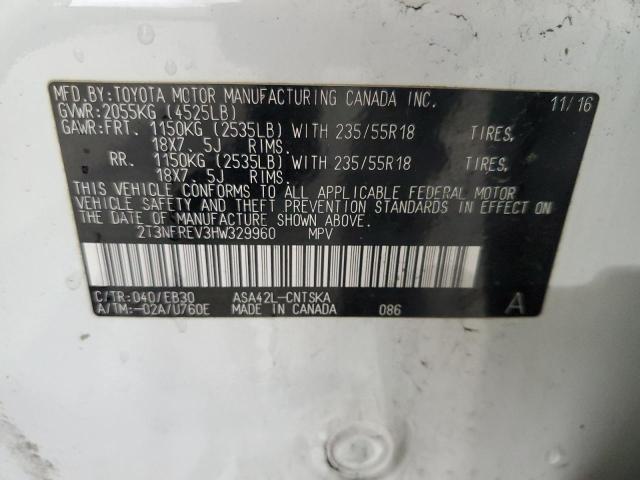 MFD.BY:TOYOTA MOTOR MANUFACTURING CANADA INC. 11/16
GVWR:2055KG (4525LB)
GAWR:FRT. 1150KG (2535LB) WITH 235/55R18 TIRES,
18X7.5J RIMS.
RR. 1150KG (2535LB) WITH 235/55R18 TIRES,
18X7.5J RIMS.
THIS VEHICLE CONFORMS TO ALL APPLICABLE FEDERAL MOTOR
VEHICLE SAFETY AND THEFT PREVENTION STANDARDS IN EFFECT ON
THE DATE OF MANUFACTURE SHOWN ABOVE.
2T3NFREV3HW329960 MPV
C/TR:040/EB30 ASA42L-CNTSKA
A/TM:-02A/U760E MADE IN CANADA 086 A